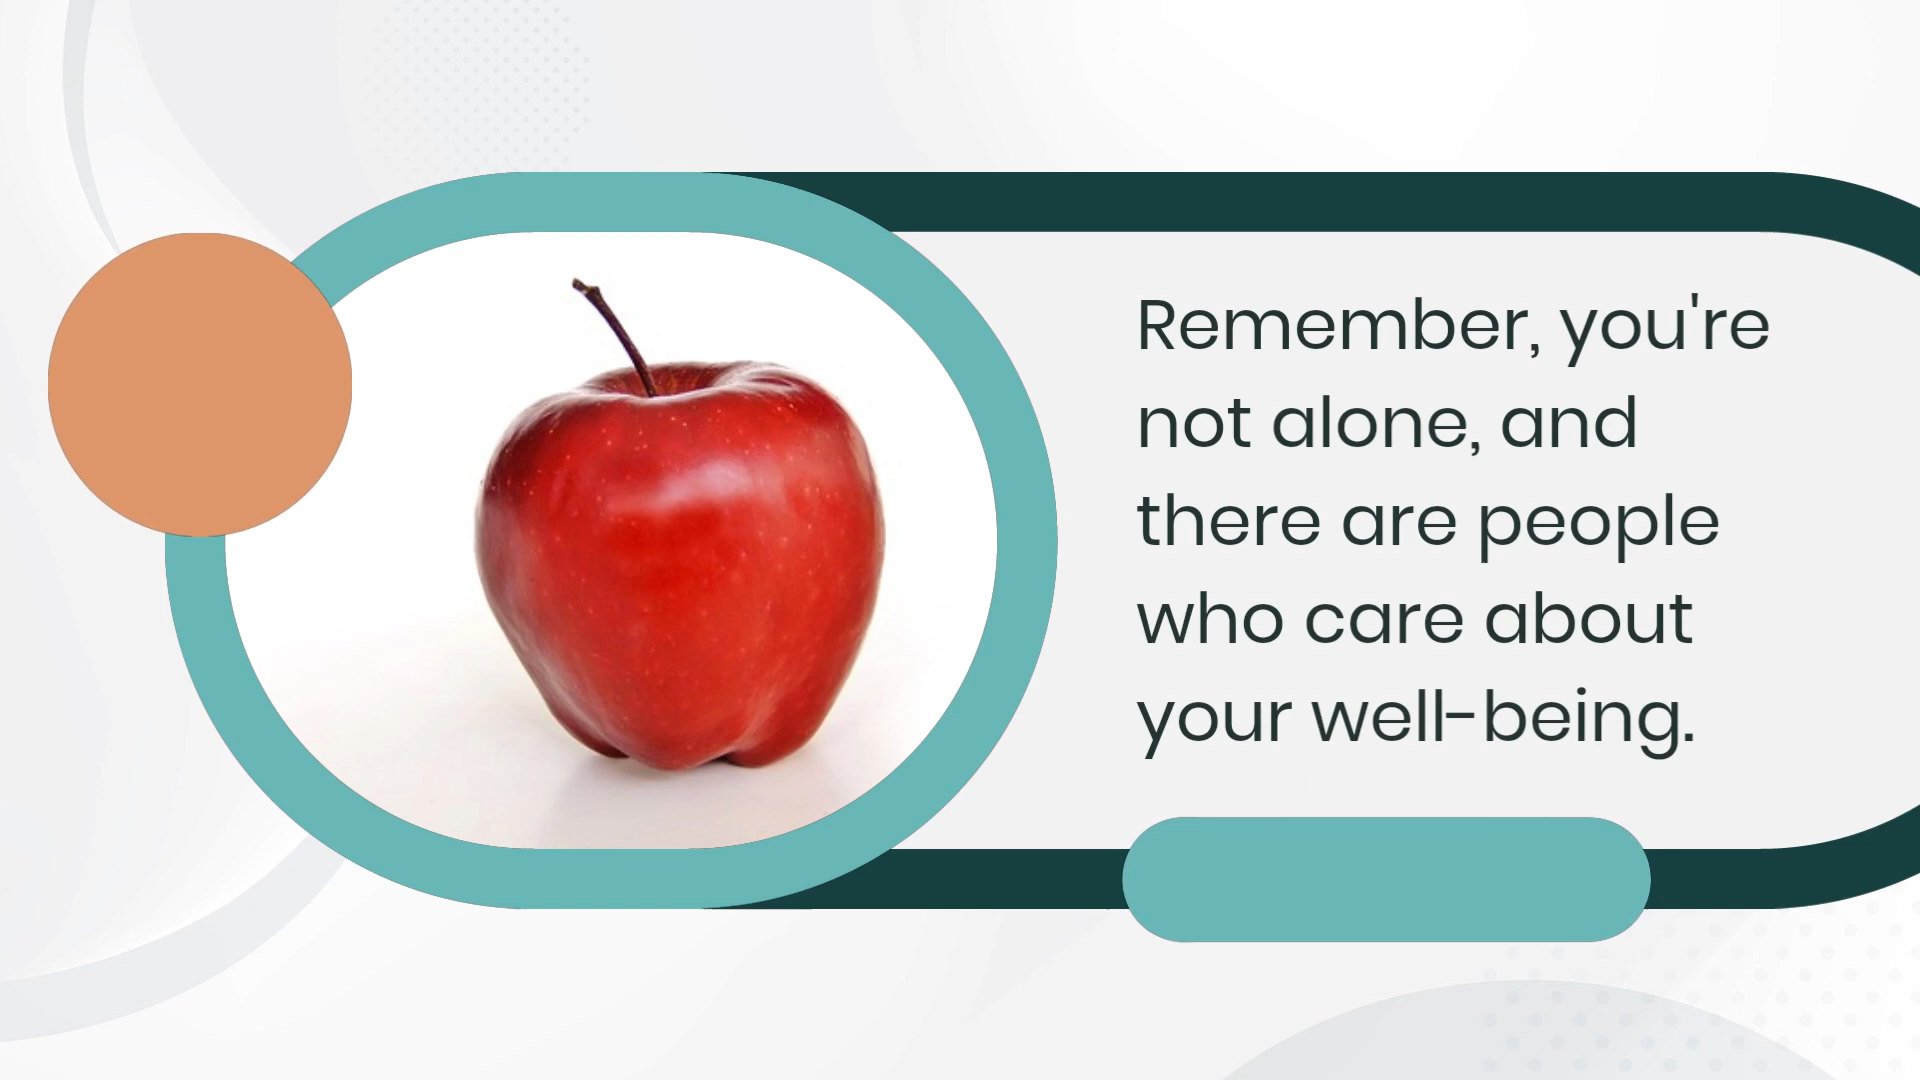 Remember, you're
not alone, and
there are people
who care about
your well-being.